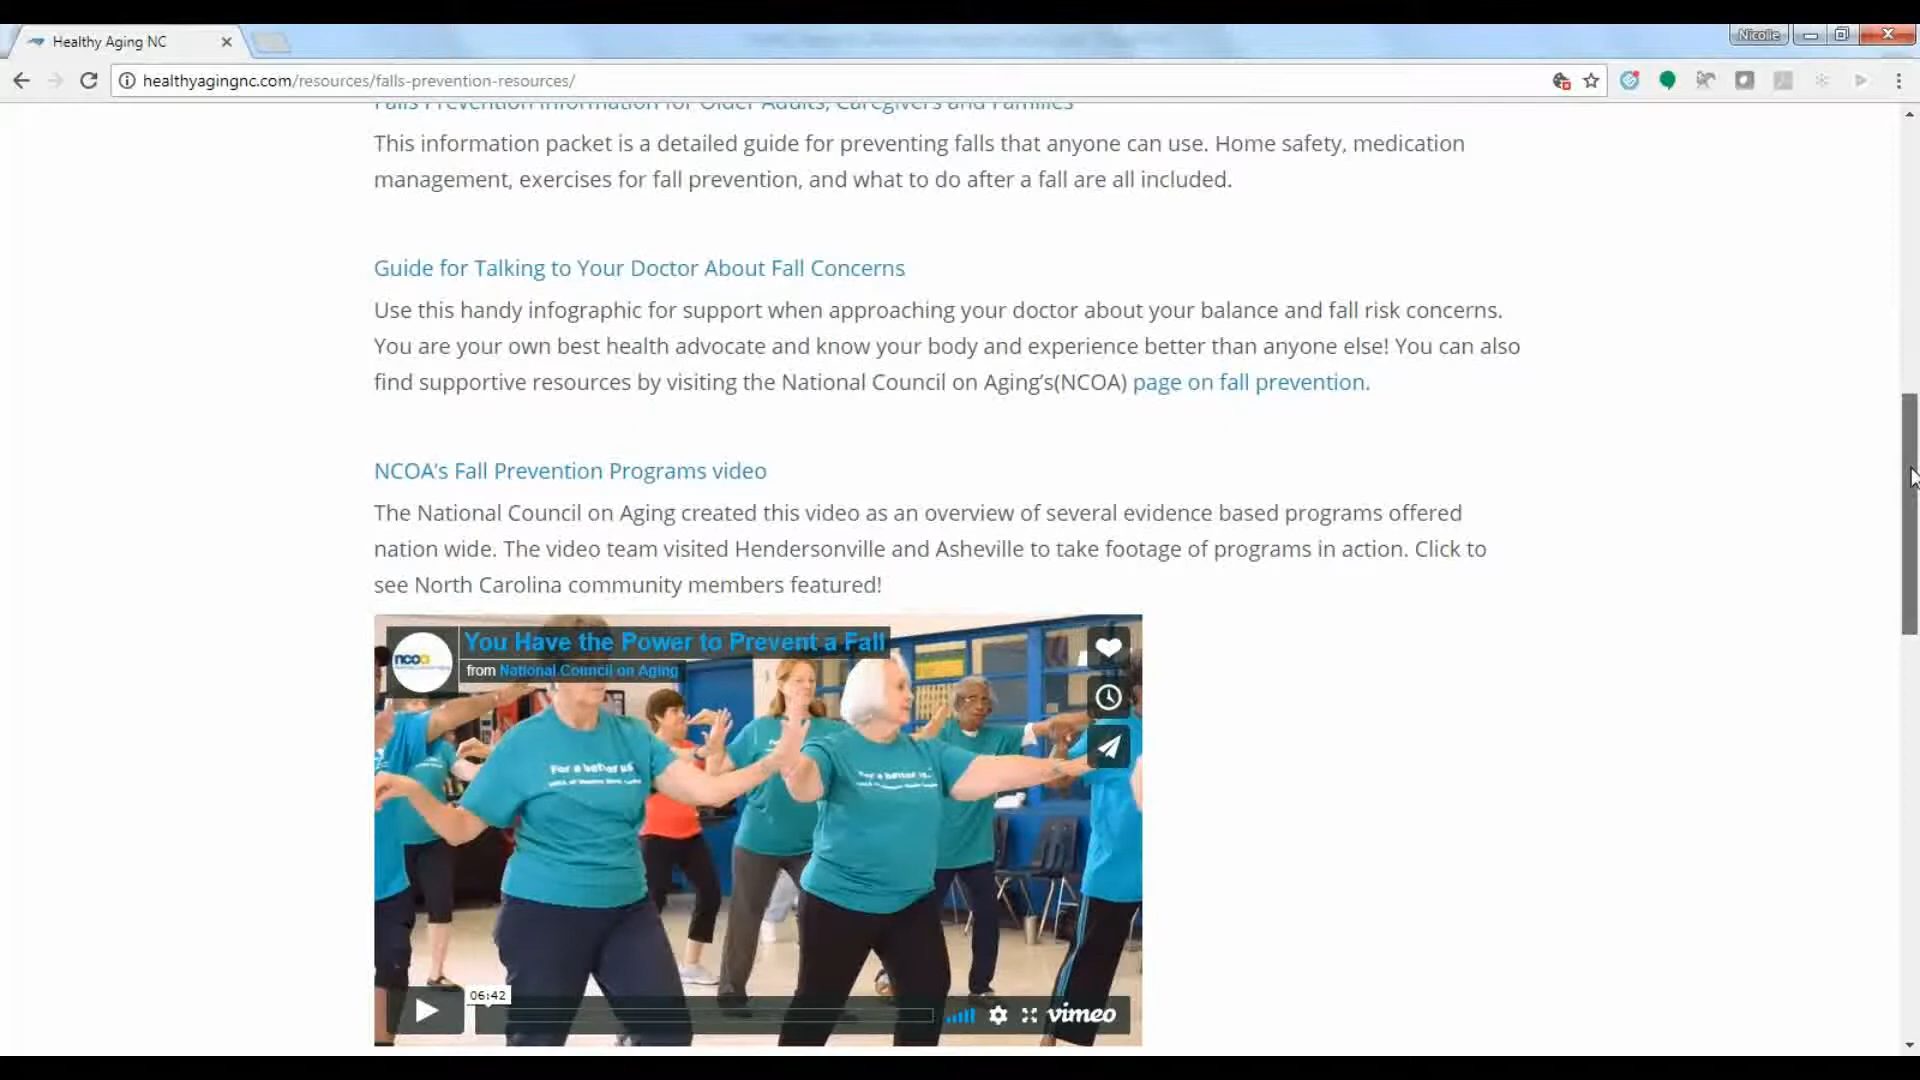 Healthy Aging NC
Nicolle
healthyagingnc.com/resources/falls-prevention-resources/
Falls Prevention Information for Older Adults, Caregivers and Families
This information packet is a detailed guide for preventing falls that anyone can use. Home safety, medication
management, exercises for fall prevention, and what to do after a fall are all included.
Guide for Talking to Your Doctor About Fall Concerns
Use this handy infographic for support when approaching your doctor about your balance and fall risk concerns.
You are your own best health advocate and know your body and experience better than anyone else! You can also
find supportive resources by visiting the National Council on Aging’s(NCOA) page on fall prevention.
NCOA’s Fall Prevention Programs video
The National Council on Aging created this video as an overview of several evidence based programs offered
nation wide. The video team visited Hendersonville and Asheville to take footage of programs in action. Click to
see North Carolina community members featured!
ncoa
You Have the Power to Prevent a Fall
from National Council on Aging
For a better us
For a better us
06:42
vimeo